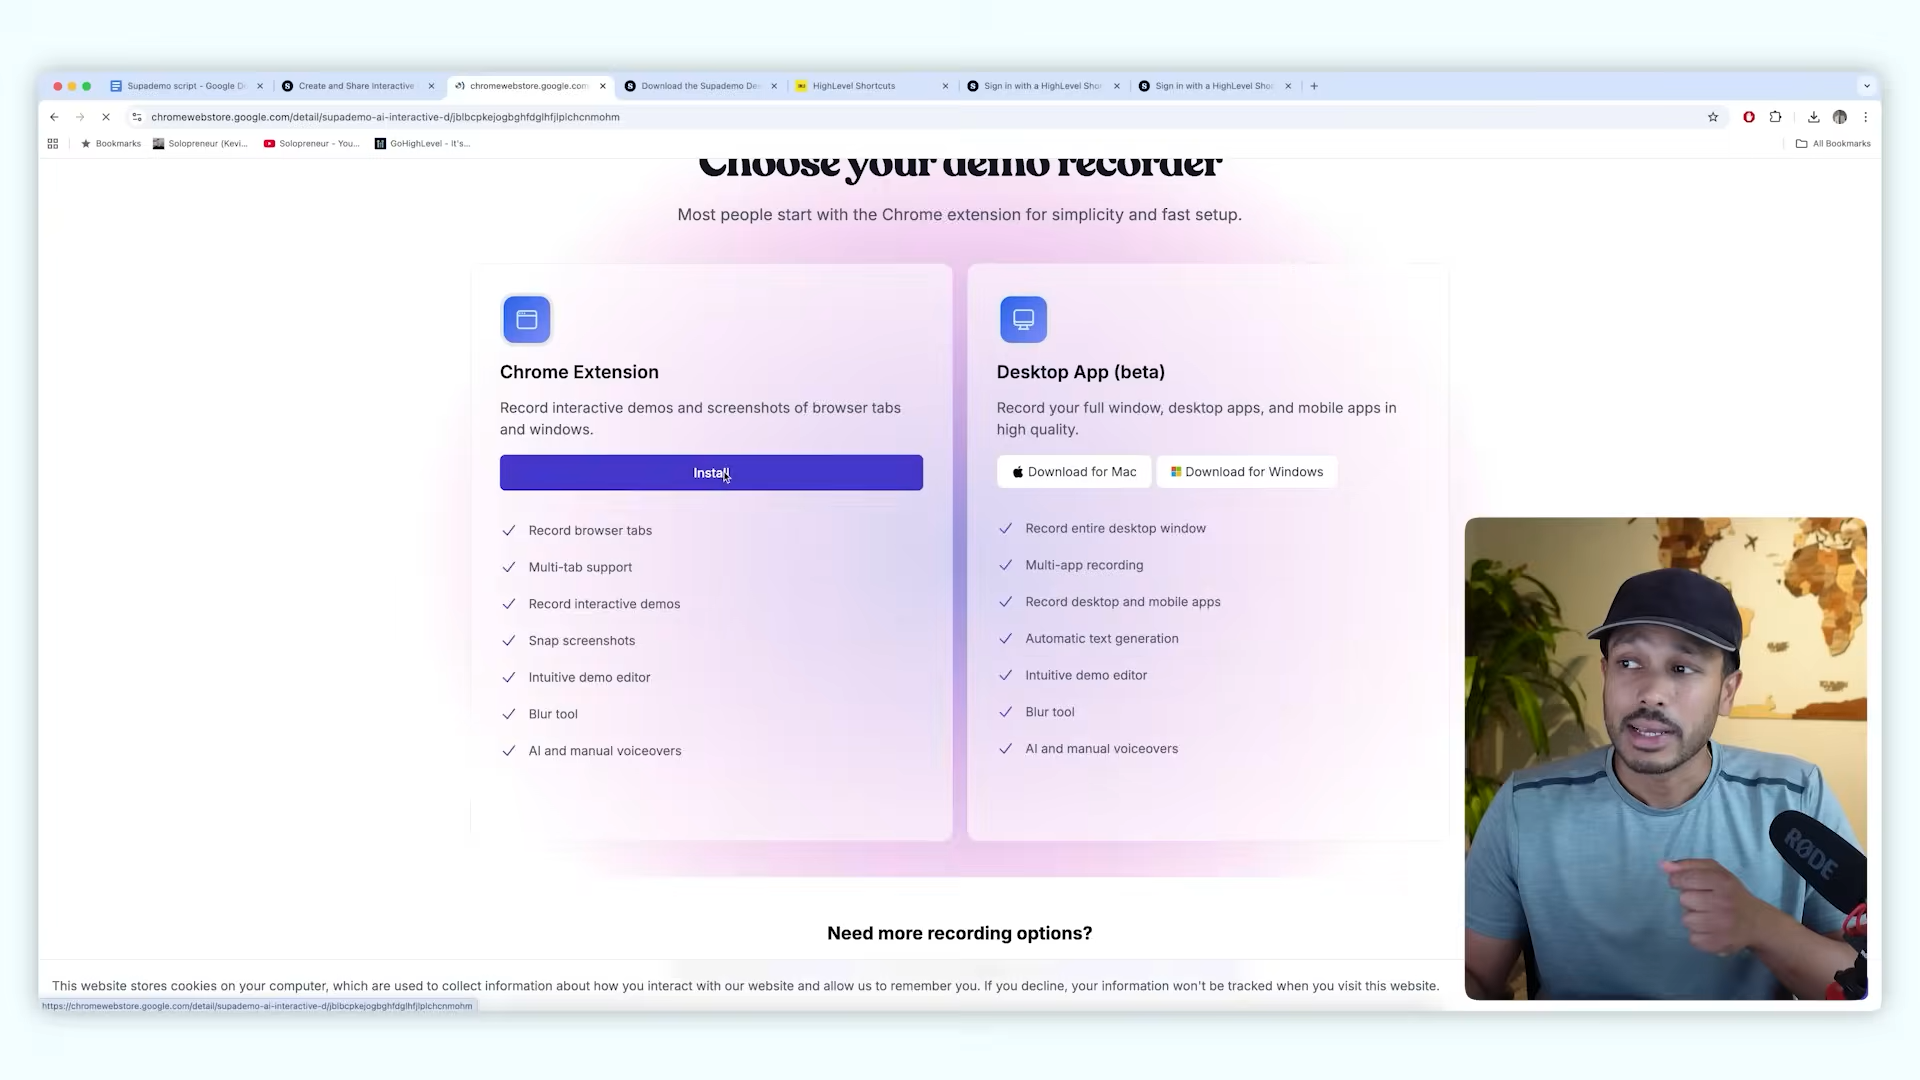 Supademo script - Google D
Create and Share Interactive
chromewebstore.google.com
Download the Supademo De
HighLevel Shortcuts
Sign in with a HighLevel Sho
Sign in with a HighLevel Sho
chromewebstore.google.com/detail/supademo-ai-interactive-d/jblbcpkejogbghfdglhfjlplchcnmohm
Bookmarks
Solopreneur (Kevi...
Solopreneur - You...
GoHighLevel - It's...
All Bookmarks
Choose your demo recorder
Most people start with the Chrome extension for simplicity and fast setup.
Chrome Extension
Record interactive demos and screenshots of browser tabs
and windows.
Install
Record browser tabs
Multi-tab support
Record interactive demos
Snap screenshots
Intuitive demo editor
Blur tool
AI and manual voiceovers
Desktop App (beta)
Record your full window, desktop apps, and mobile apps in
high quality.
Download for Mac
Download for Windows
Record entire desktop window
Multi-app recording
Record desktop and mobile apps
Automatic text generation
Intuitive demo editor
Blur tool
AI and manual voiceovers
Need more recording options?
This website stores cookies on your computer, which are used to collect information about how you interact with our website and allow us to remember you. If you decline, your information won't be tracked when you visit this website.
https://chromewebstore.google.com/detail/supademo-ai-interactive-d/jblbcpkejogbghfdglhfjlplchcnmohm
RØDE